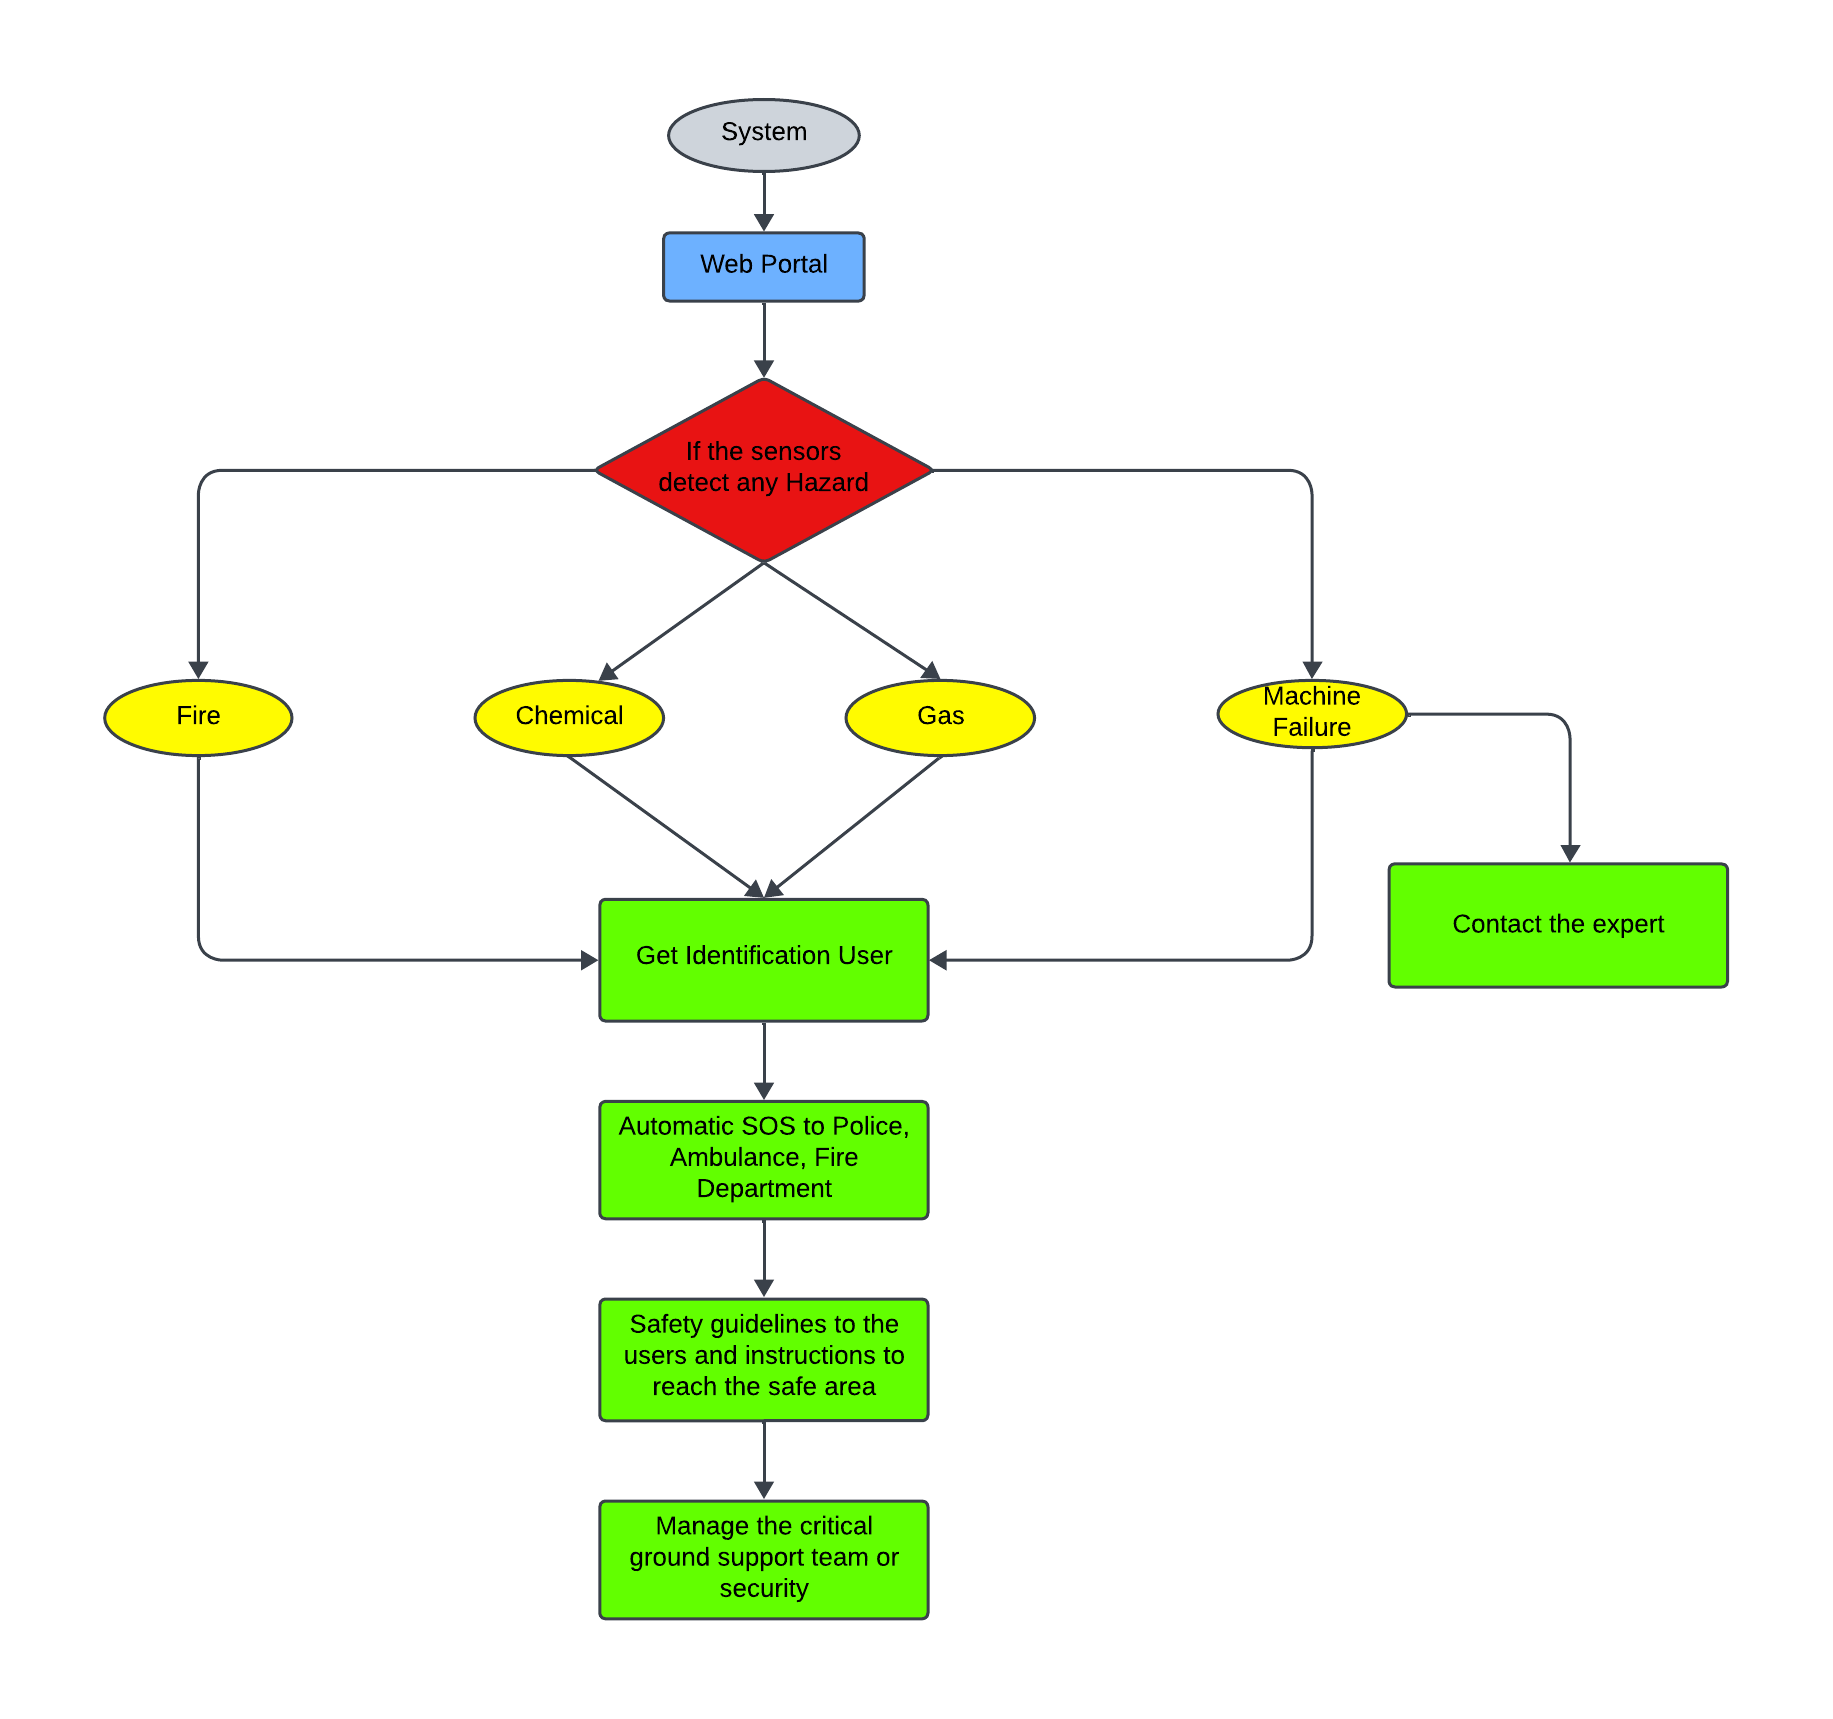 System
Web Portal
If the sensors
detect any Hazard
Fire
Chemical
Gas
Machine
Failure
Contact the expert
Get Identification User
Automatic SOS to Police,
Ambulance, Fire
Department
Safety guidelines to the
users and instructions to
reach the safe area
Manage the critical
ground support team or
security